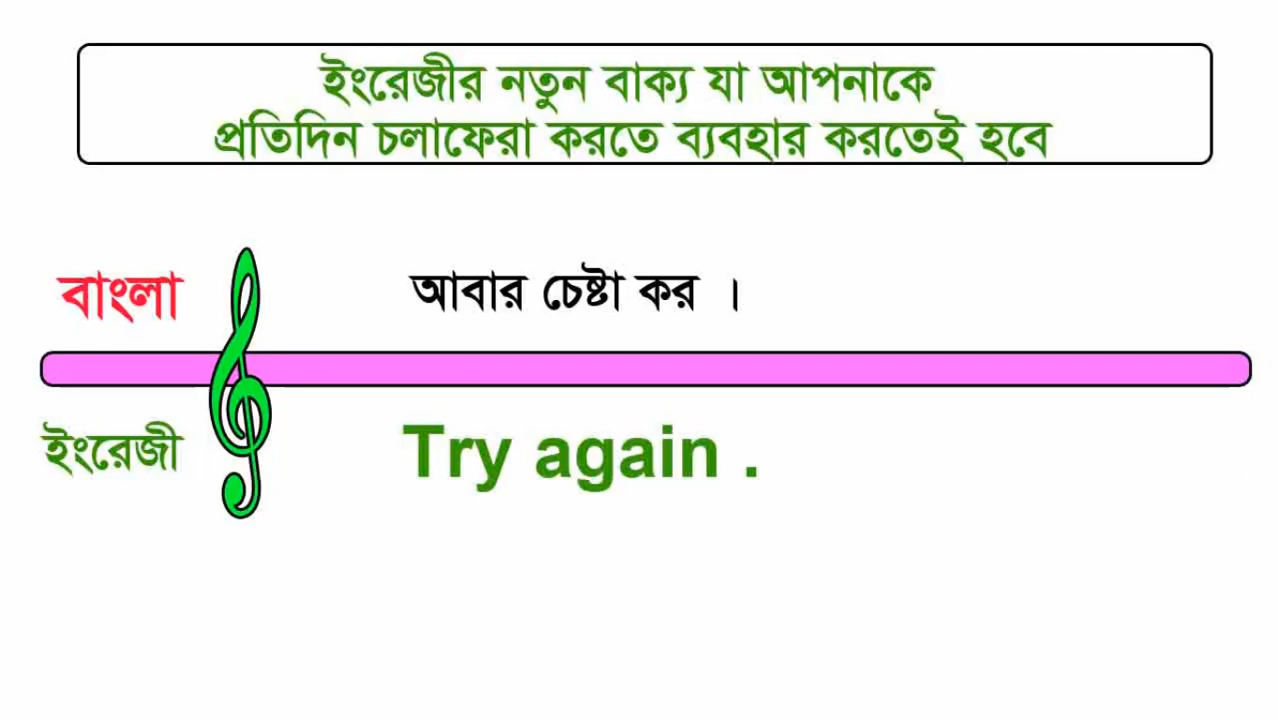 ইংরেজীর নতুন বাক্য যা আপনাকে
প্রতিদিন চলাফেরা করতে ব্যবহার করতেই হবে
বাংলা আবার চেষ্টা কর ।
ইংরেজী Try again .